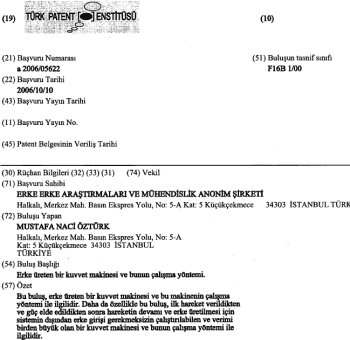 (19) TÜRK PATENT ENSTİTÜSÜ (10)
(21) Başvuru Numarası (51) Buluşun tasnif sınıfı
a 2006/05622 F16B 1/00
(22) Başvuru Tarihi
2006/10/10
(43) Başvuru Yayın Tarihi
(11) Başvuru Yayın No.
(45) Patent Belgesinin Veriliş Tarihi
(30) Rüçhan Bilgileri (32) (33) (31) (74) Vekil
(71) Başvuru Sahibi
ERKE ERKE ARAŞTIRMALARI VE MÜHENDİSLİK ANONİM ŞİRKETİ
Halkalı, Merkez Mah. Basın Ekspres Yolu, No: 5-A Kat: 5 Küçükçekmece 34303 İSTANBUL TÜRK
(72) Buluşu Yapan
MUSTAFA NACİ ÖZTÜRK
Halkalı, Merkez Mah. Basın Ekspres Yolu, No: 5-A
Kat: 5 Küçükçekmece 34303 İSTANBUL
TÜRKİYE
(54) Buluş Başlığı
Erke üreten bir kuvvet makinesi ve bunun çalışma yöntemi.
(57) Özet
Bu buluş, erke üreten bir kuvvet makinesi ve bu makinenin çalışma
yöntemi ile ilgilidir. Daha da özellikle bu buluş, ilk hareket verildikten
ve güç elde edildikten sonra hareketin devamı ve erke üretilmesi için
sistemin dışından erke girişi gerekmeksizin çalıştırılabilen ve verimi
birden büyük olan bir kuvvet makinesi ve bunun çalışma yöntemi ile
ilgilidir.